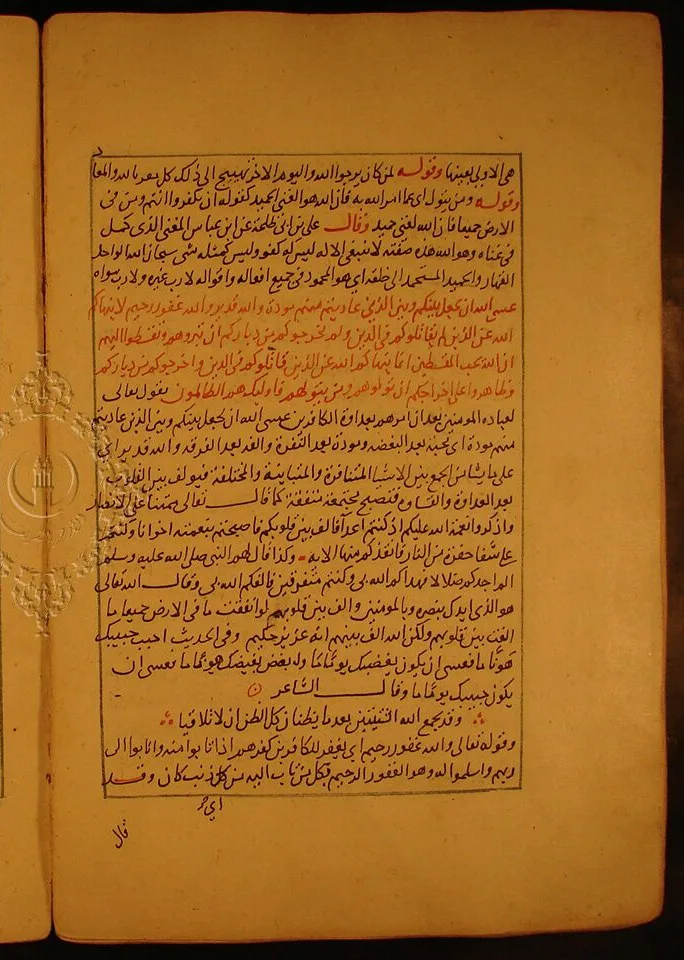 هي الاولى بعينها وقوله لمن كان يرجوا الله واليوم الاخر تهييج الى ذلك كل مقر بالله والمعا
د
وقوله ومن يتول اي عما امر الله به فان الله هو الغني الحميد كقوله ان تكفروا انتم ومن في
الارض جميعا فان الله لغني حميد وقال علي بن ابي طلحة عن ابن عباس الغني الذي كمل
في غناه وهو الله هذه صفته لا تنبغي الا له ليس له كفو وليس كمثله شي سبحان الله الواحد
القهار والحميد المستحمد الى خلقه اي هو المحمود في جميع افعاله واقواله لا رب غيره ولا رب سواه
عسى الله ان يجعل بينكم وبين الذين عاديتم منهم مودة والله قدير والله غفور رحيم لا ينهاكم
الله عن الذين لم يقاتلوكم في الدين ولم يخرجوكم من دياركم ان تبروهم وتقسطوا اليهم
ان الله يحب المقسطين انما ينهاكم الله عن الذين قاتلوكم في الدين واخرجوكم من دياركم
وظاهروا على اخراجكم ان تولوهم ومن يتولهم فاوليك هم الظالمون يقول تعالى
لعباده المومنين بعد ان امرهم بعداوة الكافرين عسى الله ان يجعل بينكم وبين الذين عاديتم
منهم مودة اي محبة بعد البغضه ومودة بعد النفرة والفه بعد الفرقه والله قدير اي
على ما يشا من الجمع بين الاشيا المتنافرة والمتباينة والمختلفة فيولف بين القلوب
بعد العداوة والقساوه فتصبح مجتمعة متفقة كما قال تعالى ممتنا على الانصار
واذكروا نعمة الله عليكم اذ كنتم اعدآ فالف بين قلوبكم فاصبحتم بنعمته اخوانا وكنتم
على شفا حفرة من النار فانقذكم منها الايه وكذا قال لهم النبي صلى الله عليه وسلم
الم اجدكم ضلالا فهداكم الله بي وكنتم متفرقين فالفكم الله بي وقال الله تعالى
هو الذي ايدك بنصره وبالمومنين والف بين قلوبهم لو انفقت ما في الارض جميعا ما
الفت بين قلوبهم ولكن الله الف بينهم انه عزيز حكيم وفي الحديث احبب حبيبك
هونا ما فعسى ان يكون بغيضك يوما ما وابغض بغيضك هونا ما فعسى ان
يكون حبيبك يوما ما وقال الشاعر
وقد يجمع الله الشتيتين بعد ما يظنان كل الظن ان لا تلاقيا
وقوله تعالى والله غفور رحيم اي يغفر للكافرين كفرهم اذا تابوا منه وانابوا الى
ربهم واسلموا له وهو الغفور الرحيم بكل من تاب اليه من كل ذنب كان وقد
قال